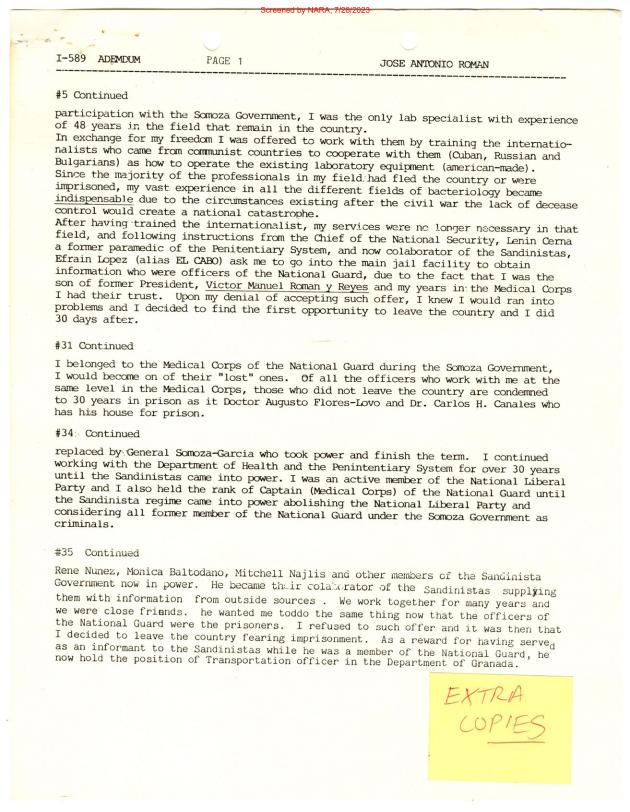 Screened by NARA, 7/28/2023
I-589 ADEMDUM PAGE 1 JOSE ANTONIO ROMAN
#5 Continued
participation with the Somoza Government, I was the only lab specialist with experience
of 48 years in the field that remain in the country.
In exchange for my freedom I was offered to work with them by training the internatio-
nalists who came from communist countries to cooperate with them (Cuban, Russian and
Bulgarians) as how to operate the existing laboratory equipment (american-made).
Since the majority of the professionals in my field had fled the country or were
imprisoned, my vast experience in all the different fields of bacteriology became
indispensable due to the circumstances existing after the civil war the lack of decease
control would create a national catastrophe.
After having trained the internationalist, my services were no longer necessary in that
field, and following instructions from the Chief of the National Security, Lenin Cerna
a former paramedic of the Penitentiary System, and now colaborator of the Sandinistas,
Efrain Lopez (alias EL CABO) ask me to go into the main jail facility to obtain
information who were officers of the National Guard, due to the fact that I was the
son of former President, Victor Manuel Roman y Reyes and my years in the Medical Corps
I had their trust. Upon my denial of accepting such offer, I knew I would ran into
problems and I decided to find the first opportunity to leave the country and I did
30 days after.
#31 Continued
I belonged to the Medical Corps of the National Guard during the Somoza Government,
I would become on of their "lost" ones. Of all the officers who work with me at the
same level in the Medical Corps, those who did not leave the country are condemned
to 30 years in prison as it Doctor Augusto Flores-Lovo and Dr. Carlos H. Canales who
has his house for prison.
#34 Continued
replaced by General Somoza-Garcia who took power and finish the term. I continued
working with the Department of Health and the Penintentiary System for over 30 years
until the Sandinistas came into power. I was an active member of the National Liberal
Party and I also held the rank of Captain (Medical Corps) of the National Guard until
the Sandinista regime came into power abolishing the National Liberal Party and
considering all former member of the National Guard under the Somoza Government as
criminals.
#35 Continued
Rene Nunez, Monica Baltodano, Mitchell Najlis and other members of the Sandinista
Government now in power. He became their colaborator of the Sandinistas supplying
them with information from outside sources . We work together for many years and
we were close friends. he wanted me toddo the same thing now that the officers of
the National Guard were the prisoners. I refused to such offer and it was then that
I decided to leave the country fearing imprisonment. As a reward for having served
as an informant to the Sandinistas while he was a member of the National Guard, he
now hold the position of Transportation officer in the Department of Granada.
EXTRA
COPIES